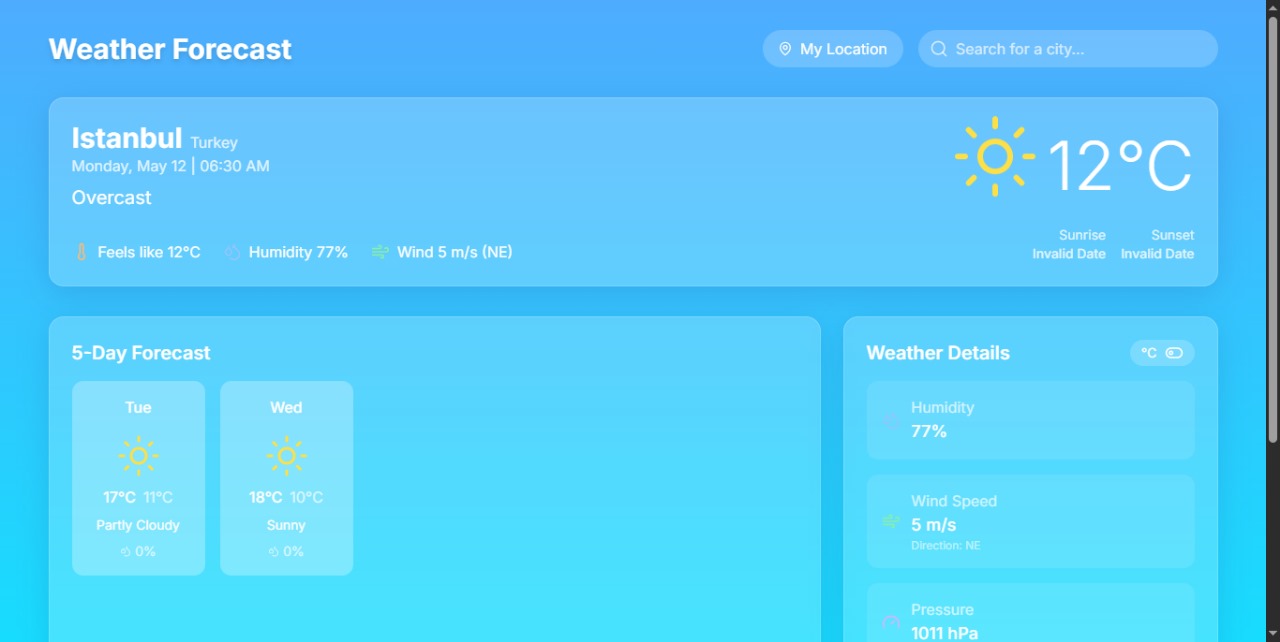 Weather Forecast
My Location
Search for a city...
Istanbul Turkey
Monday, May 12 | 06:30 AM
Overcast
12°C
Feels like 12°C
Humidity 77%
Wind 5 m/s (NE)
Sunrise
Invalid Date
Sunset
Invalid Date
5-Day Forecast
Tue
17°C 11°C
Partly Cloudy
0%
Wed
18°C 10°C
Sunny
0%
Weather Details
°C
Humidity
77%
Wind Speed
5 m/s
Direction: NE
Pressure
1011 hPa